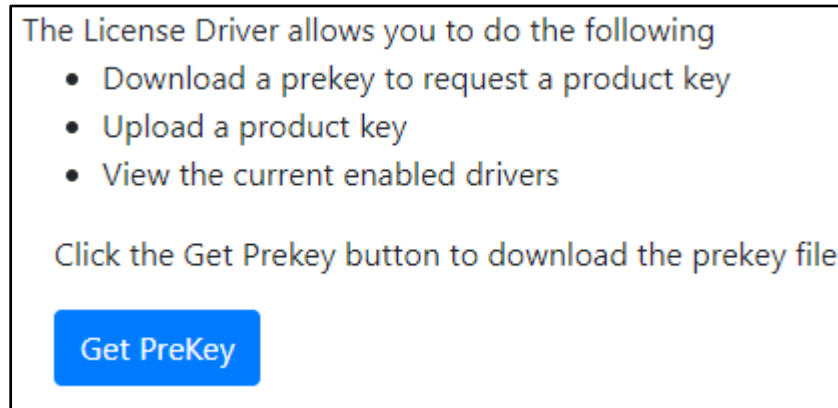 The License Driver allows you to do the following
• Download a prekey to request a product key
• Upload a product key
• View the current enabled drivers
Click the Get Prekey button to download the prekey file
Get PreKey